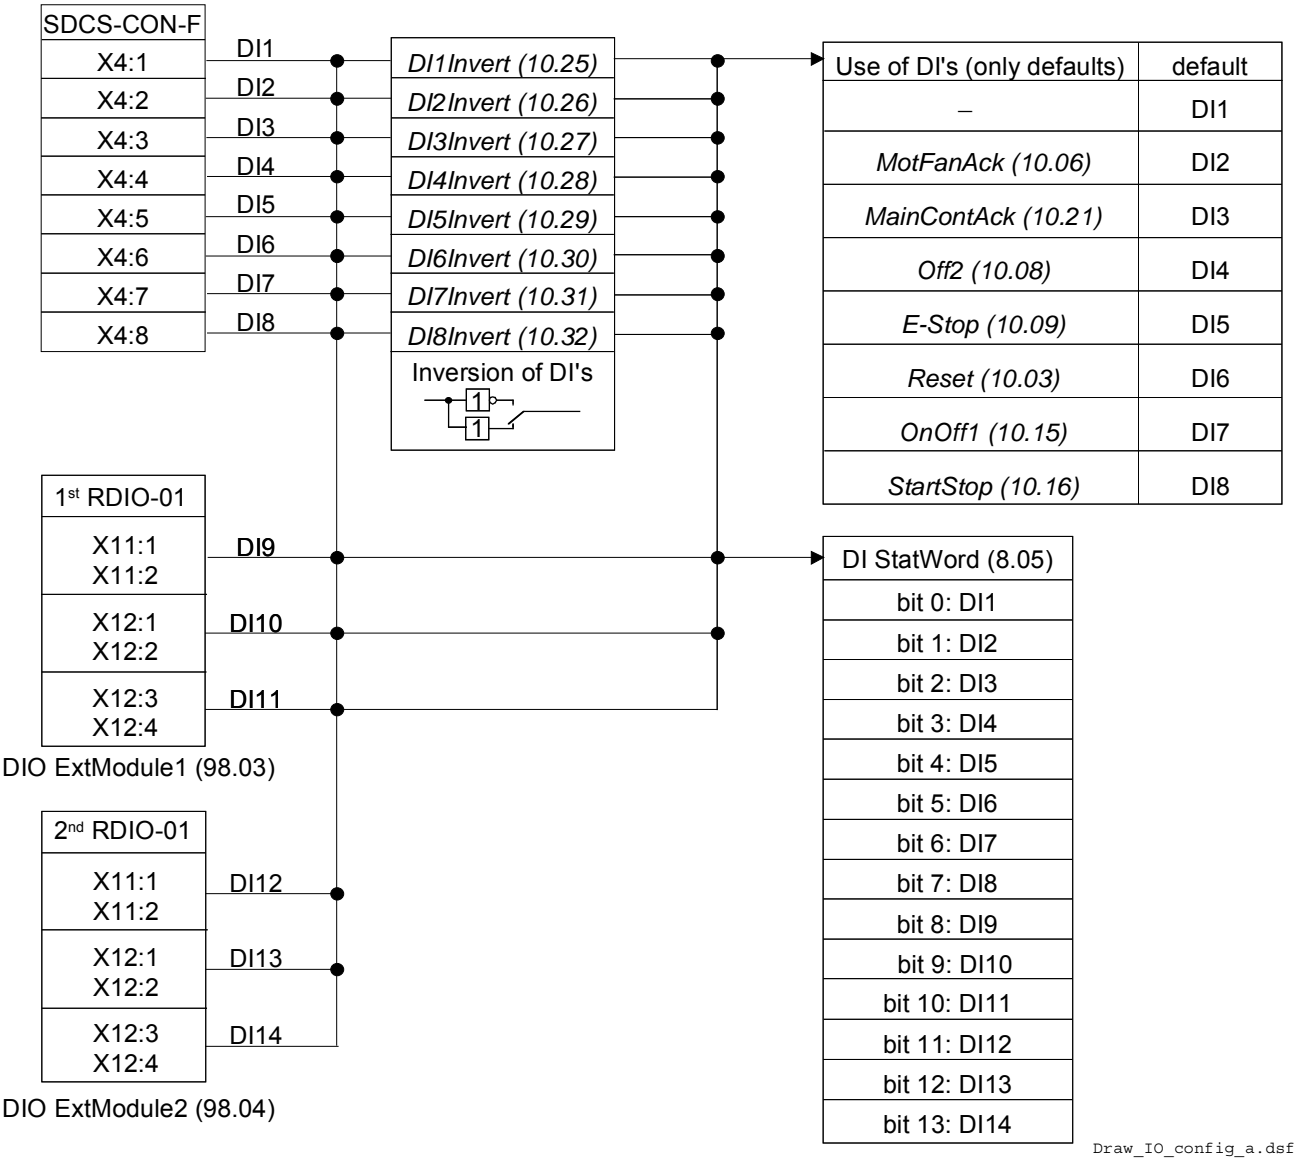 SDCS-CON-F
X4:1
X4:2
X4:3
X4:4
X4:5
X4:6
X4:7
X4:8
DI1
DI2
DI3
DI4
DI5
DI6
DI7
DI8
DI1Invert (10.25)
DI2Invert (10.26)
DI3Invert (10.27)
DI4Invert (10.28)
DI5Invert (10.29)
DI6Invert (10.30)
DI7Invert (10.31)
DI8Invert (10.32)
Inversion of DI's
1
1
Use of DI's (only defaults) default
– DI1
MotFanAck (10.06) DI2
MainContAck (10.21) DI3
Off2 (10.08) DI4
E-Stop (10.09) DI5
Reset (10.03) DI6
OnOff1 (10.15) DI7
StartStop (10.16) DI8
1st RDIO-01
X11:1
X11:2
X12:1
X12:2
X12:3
X12:4
DI9
DI10
DI11
DIO ExtModule1 (98.03)
2nd RDIO-01
X11:1
X11:2
X12:1
X12:2
X12:3
X12:4
DI12
DI13
DI14
DIO ExtModule2 (98.04)
DI StatWord (8.05)
bit 0: DI1
bit 1: DI2
bit 2: DI3
bit 3: DI4
bit 4: DI5
bit 5: DI6
bit 6: DI7
bit 7: DI8
bit 8: DI9
bit 9: DI10
bit 10: DI11
bit 11: DI12
bit 12: DI13
bit 13: DI14
Draw_IO_config_a.dsf